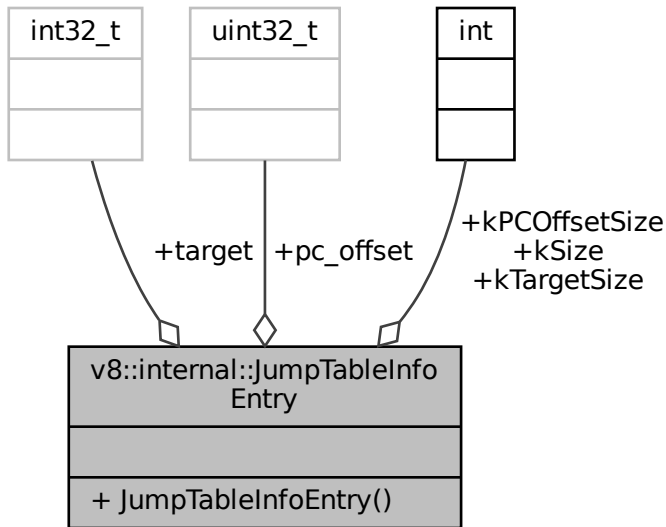 int32_t
uint32_t
int
+target
+pc_offset
+kPCOffsetSize
+kSize
+kTargetSize
v8::internal::JumpTableInfo
Entry
+ JumpTableInfoEntry()